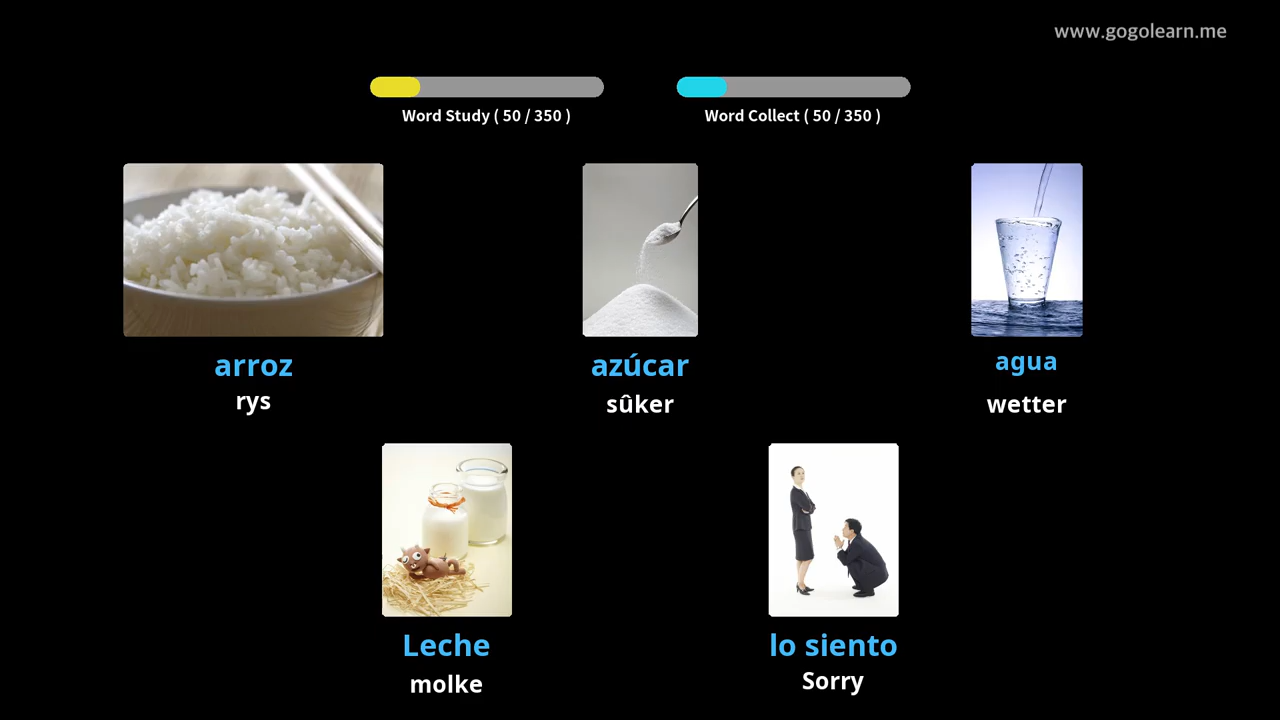 www.gogolearn.me
Word Study ( 50 / 350 )
Word Collect ( 50 / 350 )
arroz
rys
azúcar
sûker
agua
wetter
Leche
molke
lo siento
Sorry